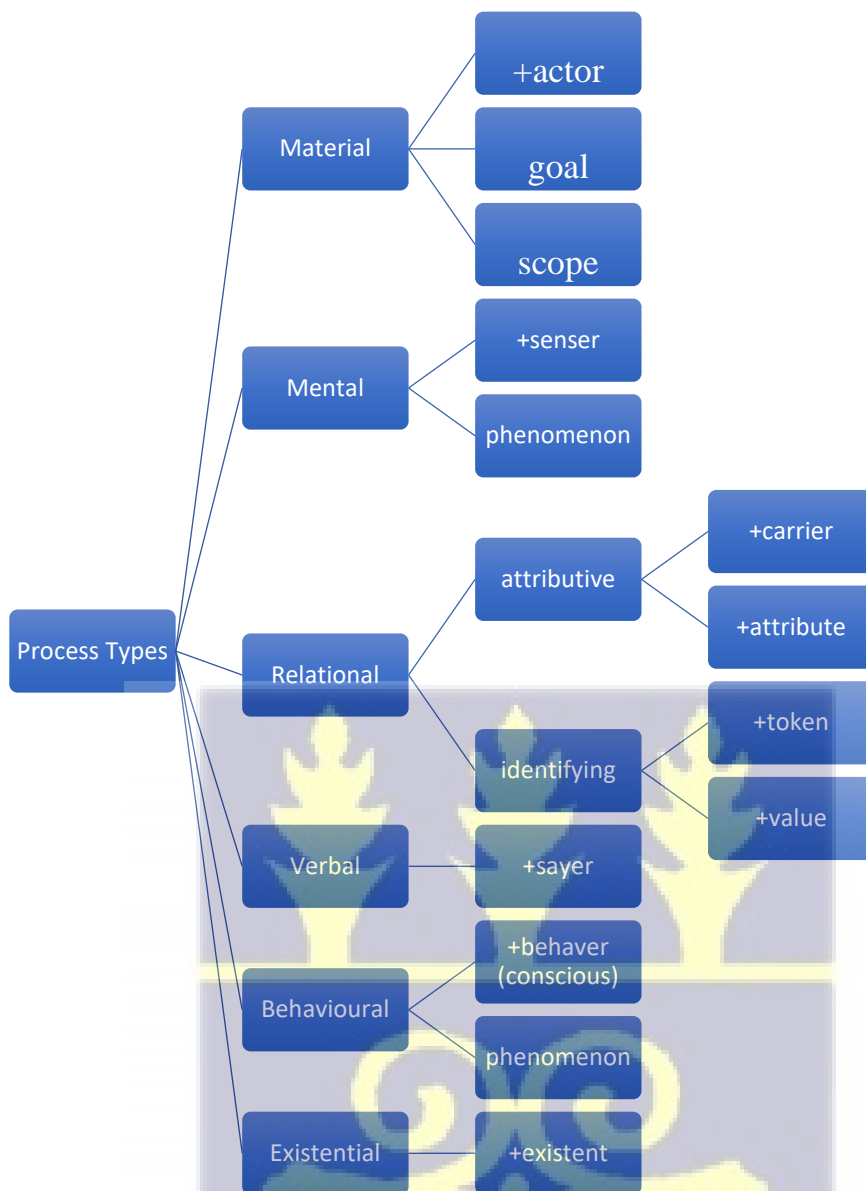 Process Types
Material
+actor
goal
scope
Mental
+senser
phenomenon
Relational
attributive
+carrier
+attribute
identifying
+token
+value
Verbal
+sayer
Behavioural
+behaver
(conscious)
phenomenon
Existential
+existent